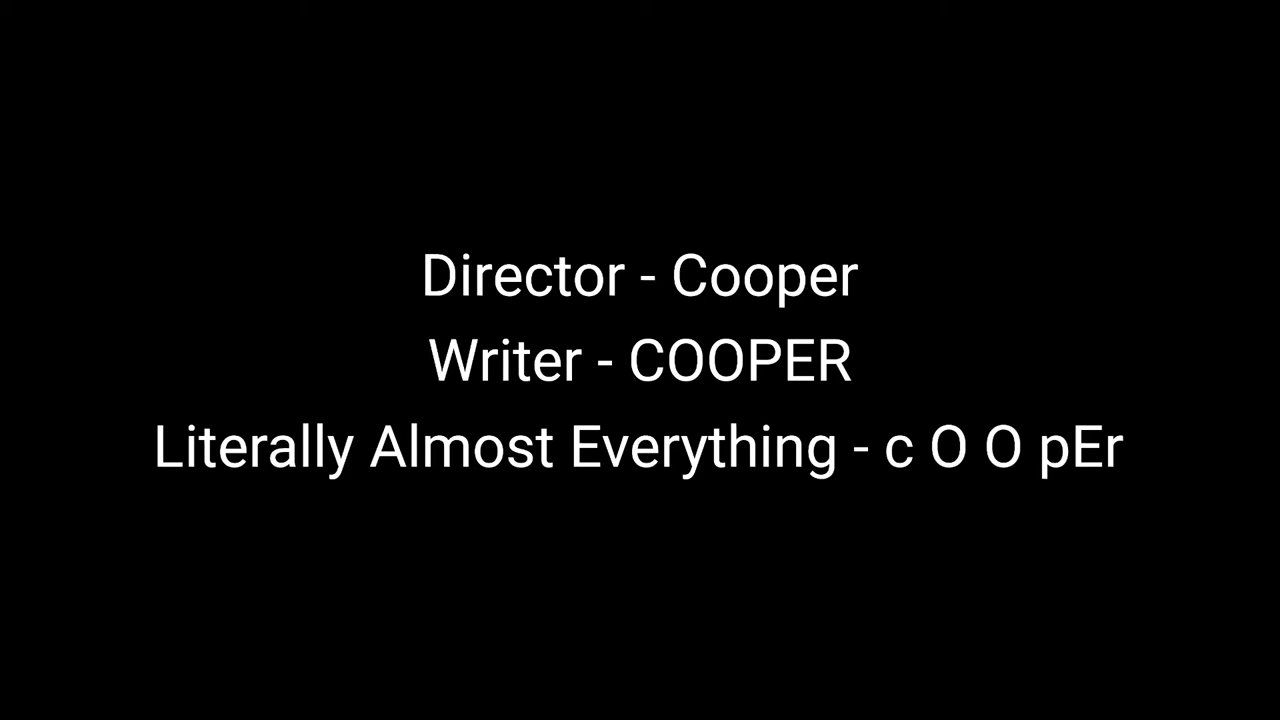 Director - Cooper
Writer - COOPER
Literally Almost Everything - c O O pEr